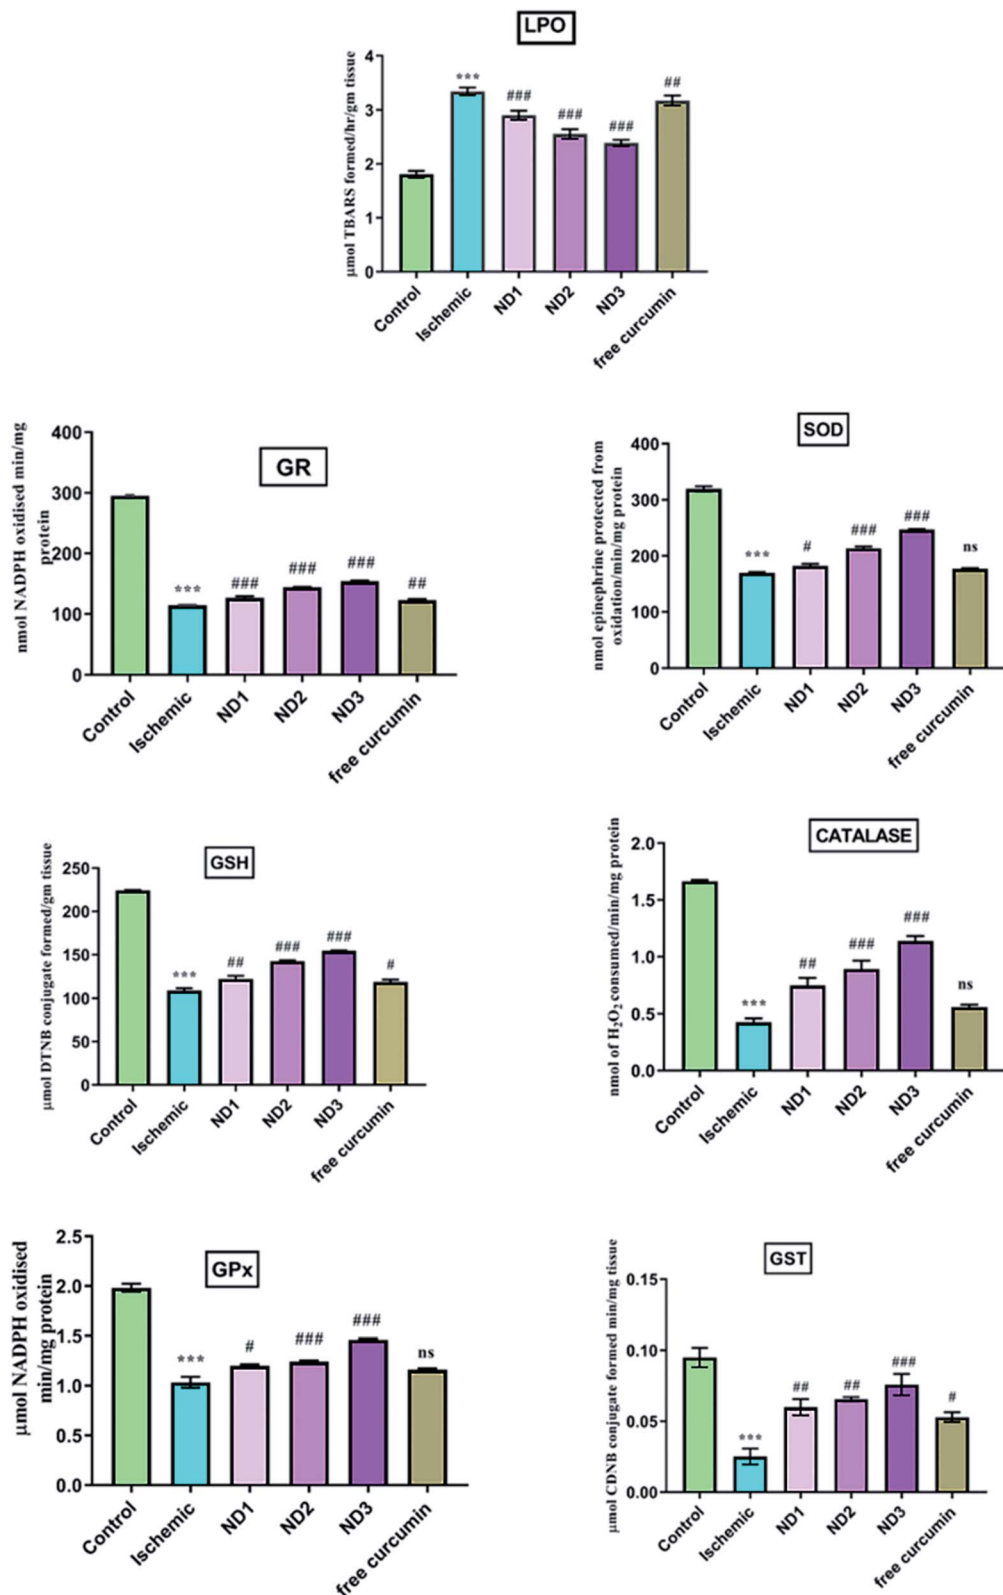 LPO
μmol TBARS formed/hr/gm tissue
4
3
2
1
0
***
###
###
###
##
Control
Ischemic
ND1
ND2
ND3
free curcumin
GR
nmol NADPH oxidised min/mg
protein
400
300
200
100
0
***
###
###
###
##
Control
Ischemic
ND1
ND2
ND3
free curcumin
SOD
nmol epinephrine protected from
oxidation/min/mg protein
400
300
200
100
0
***
#
###
###
ns
Control
Ischemic
ND1
ND2
ND3
free curcumin
GSH
μmol DTNB conjugate formed/gm tissue
250
200
150
100
50
0
***
##
###
###
#
Control
Ischemic
ND1
ND2
ND3
free curcumin
CATALASE
nmol of H₂O₂ consumed/min/mg protein
2.0
1.5
1.0
0.5
0.0
***
##
###
###
ns
Control
Ischemic
ND1
ND2
ND3
free curcumin
GPx
μmol NADPH oxidised
min/mg protein
2.5
2.0
1.5
1.0
0.5
0.0
***
#
###
###
ns
Control
Ischemic
ND1
ND2
ND3
free curcumin
GST
μmol CDNB conjugate formed min/mg tissue
0.15
0.10
0.05
0.00
***
##
##
###
#
Control
Ischemic
ND1
ND2
ND3
free curcumin